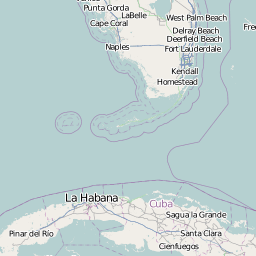 Punta Gorda
LaBelle
West Palm Beach
Cape Coral
Delray Beach
Deerfield Beach
Naples
Fort Lauderdale
Kendall
Homestead
La Habana
Cuba
Sagua la Grande
Pinar del Río
Santa Clara
Cienfuegos